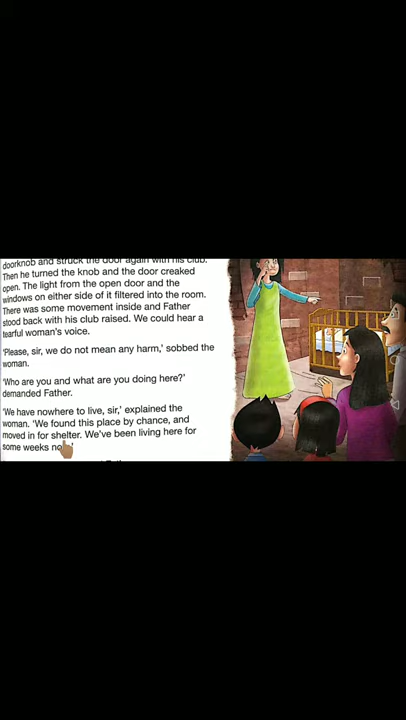 doorknob and struck the door again with his club.
Then he turned the knob and the door creaked
open. The light from the open door and the
windows on either side of it filtered into the room.
There was some movement inside and Father
stood back with his club raised. We could hear a
tearful woman's voice.
'Please, sir, we do not mean any harm,' sobbed the
woman.
'Who are you and what are you doing here?'
demanded Father.
'We have nowhere to live, sir,' explained the
woman. 'We found this place by chance, and
moved in for shelter. We've been living here for
some weeks